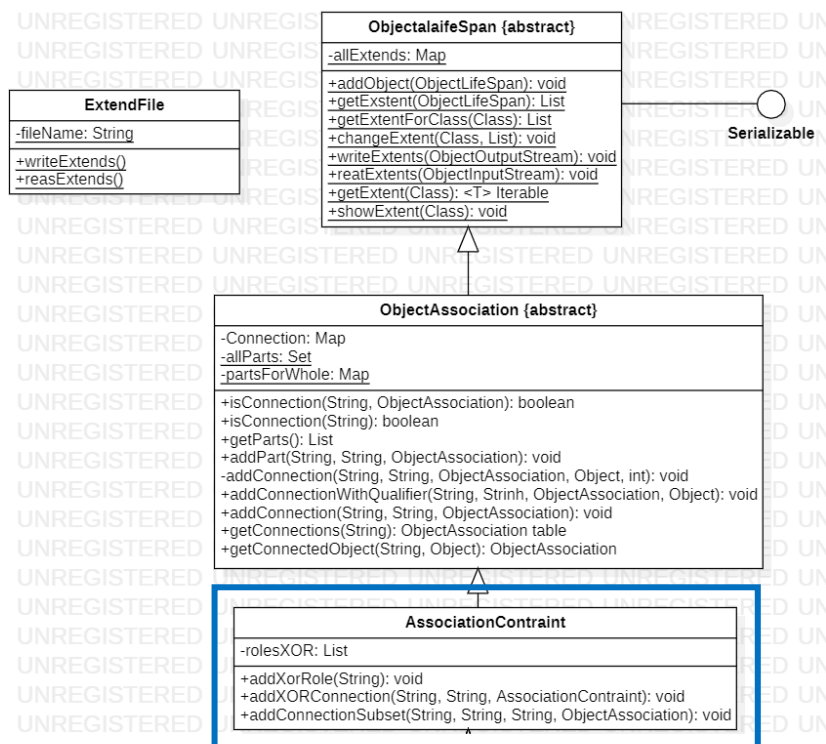 ObjectalaifeSpan {abstract}
-allExtends: Map
+addObject(ObjectLifeSpan): void
+getExstent(ObjectLifeSpan): List
+getExtentForClass(Class): List
+changeExtent(Class, List): void
+writeExtents(ObjectOutputStream): void
+reatExtents(ObjectInputStream): void
+getExtent(Class): <T> Iterable
+showExtent(Class): void
ExtendFile
-fileName: String
+writeExtends()
+reasExtends()
Serializable
ObjectAssociation {abstract}
-Connection: Map
-allParts: Set
-partsForWhole: Map
+isConnection(String, ObjectAssociation): boolean
+isConnection(String): boolean
+getParts(): List
+addPart(String, String, ObjectAssociation): void
-addConnection(String, String, ObjectAssociation, Object, int): void
+addConnectionWithQualifier(String, Strinh, ObjectAssociation, Object): void
+addConnection(String, String, ObjectAssociation): void
+getConnections(String): ObjectAssociation table
+getConnectedObject(String, Object): ObjectAssociation
AssociationContraint
-rolesXOR: List
+addXorRole(String): void
+addXORConnection(String, String, AssociationContraint): void
+addConnectionSubset(String, String, String, ObjectAssociation): void